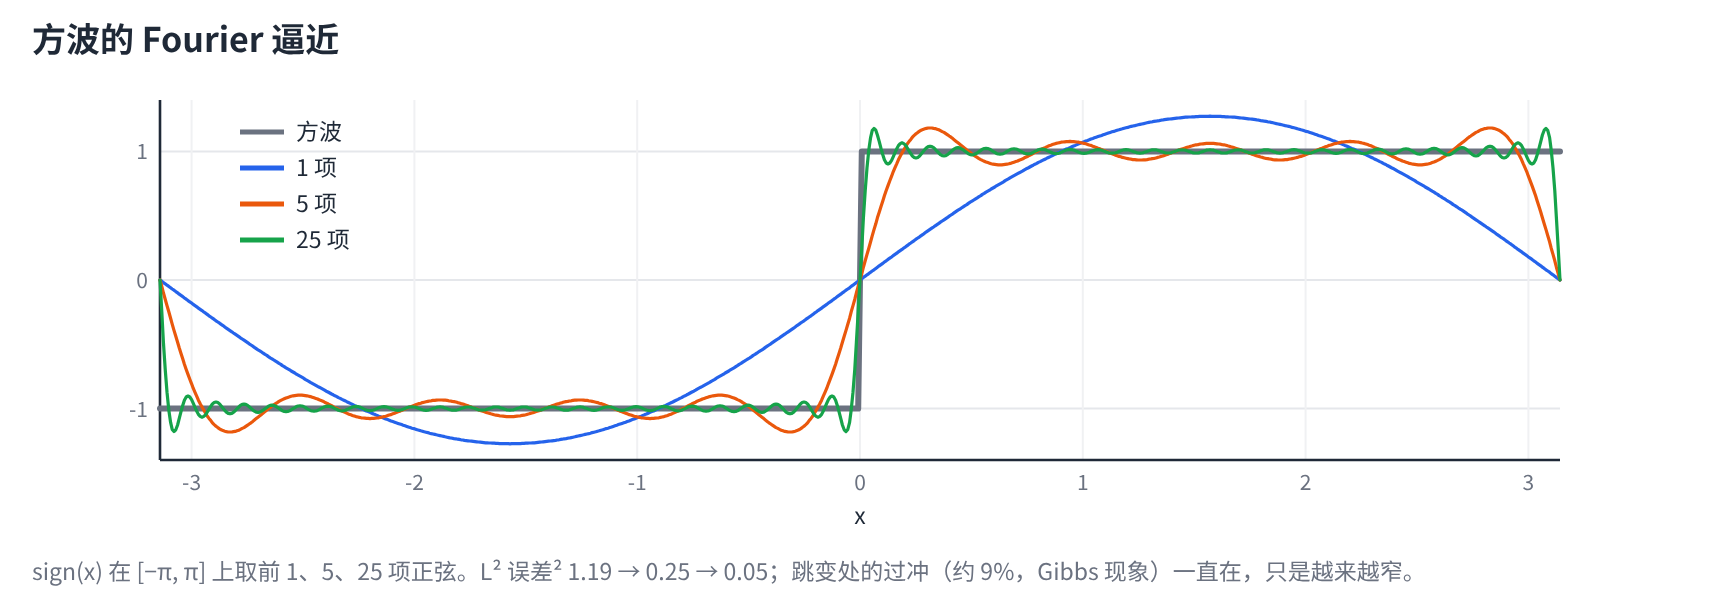 方波的 Fourier 逼近
方波
1 项
5 项
25 项
1
0
-1
-3 -2 -1 0 1 2 3
x
sign(x) 在 [−π, π] 上取前 1、5、25 项正弦。L² 误差² 1.19 → 0.25 → 0.05；跳变处的过冲（约 9%，Gibbs 现象）一直在，只是越来越窄。